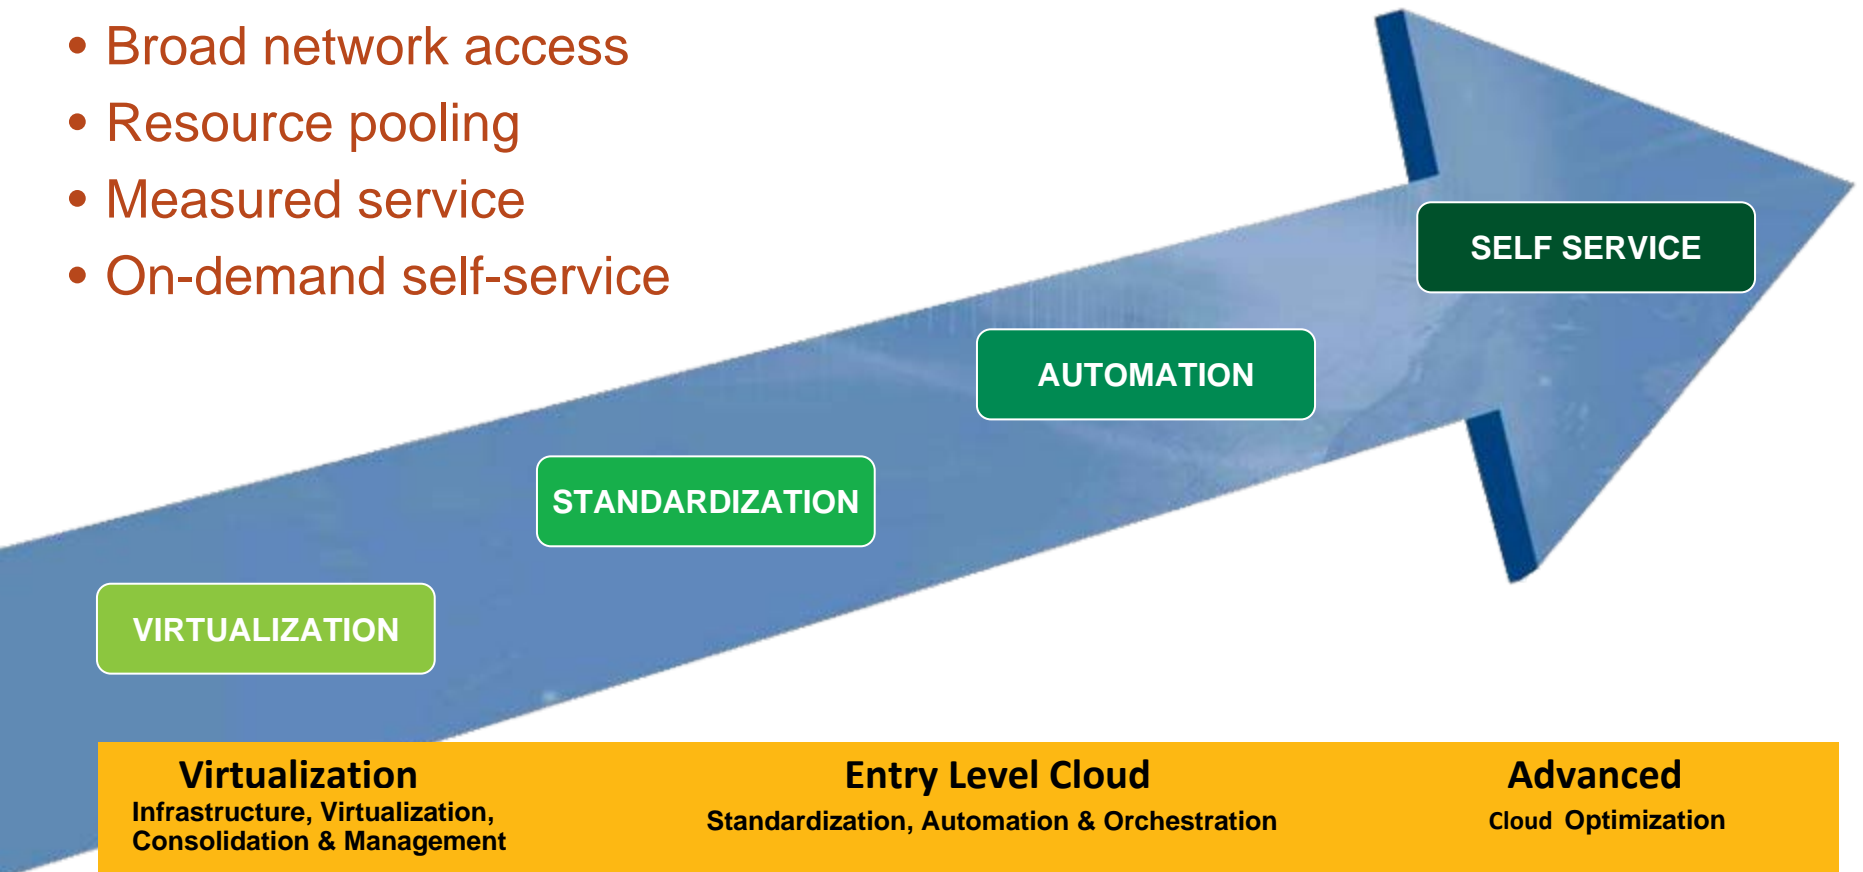 • Broad network access
• Resource pooling
• Measured service
• On-demand self-service
SELF SERVICE
AUTOMATION
STANDARDIZATION
VIRTUALIZATION
Virtualization
Infrastructure, Virtualization,
Consolidation & Management
Entry Level Cloud
Standardization, Automation & Orchestration
Advanced
Cloud Optimization